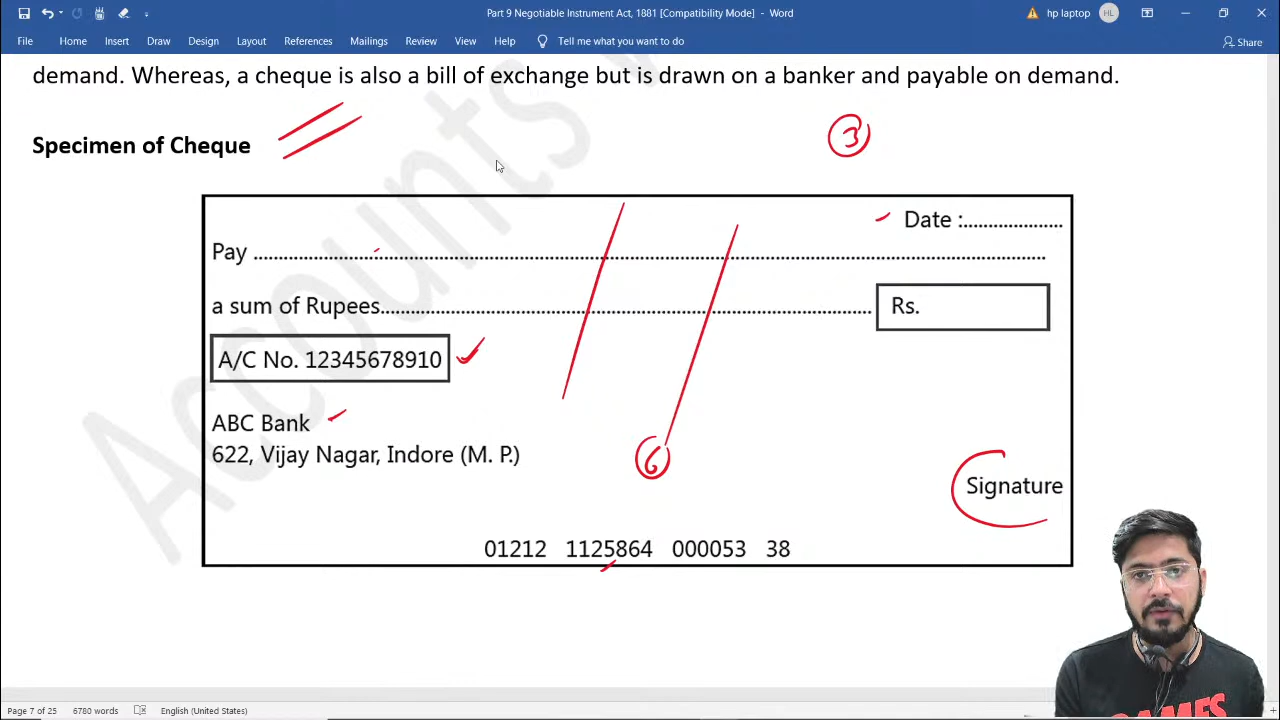 Part 9 Negotiable Instrument Act, 1881 [Compatibility Mode] - Word
hp laptop HL
File Home Insert Draw Design Layout References Mailings Review View Help Tell me what you want to do Share
demand. Whereas, a cheque is also a bill of exchange but is drawn on a banker and payable on demand.
3
Specimen of Cheque
Date :.....................
Pay ..................................................................................................................................................................
a sum of Rupees.................................................................................................... Rs.
A/C No. 12345678910
ABC Bank
622, Vijay Nagar, Indore (M. P.)
6
Signature
01212 1125864 000053 38
Accounts
GAMES
Page 7 of 25 6780 words English (United States)